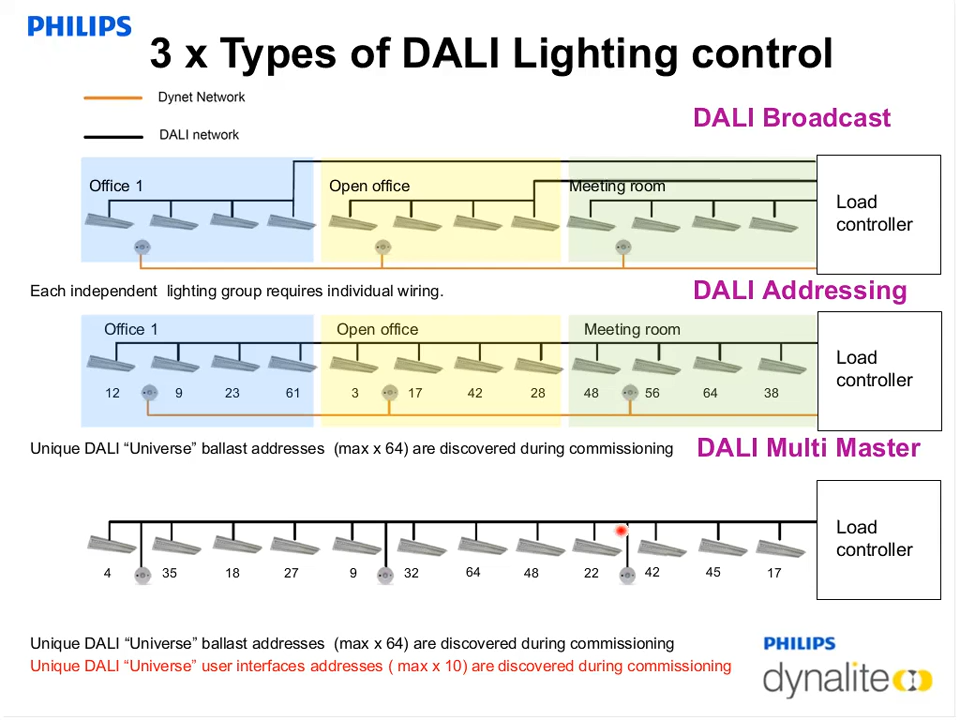 PHILIPS
3 x Types of DALI Lighting control
Dynet Network
DALI network
DALI Broadcast
Office 1
Open office
Meeting room
Load
controller
Each independent  lighting group requires individual wiring.
DALI Addressing
Office 1
Open office
Meeting room
Load
controller
12 9 23 61 3 17 42 28 48 56 64 38
Unique DALI “Universe” ballast addresses  (max x 64) are discovered during commissioning
DALI Multi Master
Load
controller
4 35 18 27 9 32 64 48 22 42 45 17
Unique DALI “Universe” ballast addresses  (max x 64) are discovered during commissioning
Unique DALI “Universe” user interfaces addresses ( max x 10) are discovered during commissioning
PHILIPS
dynalite